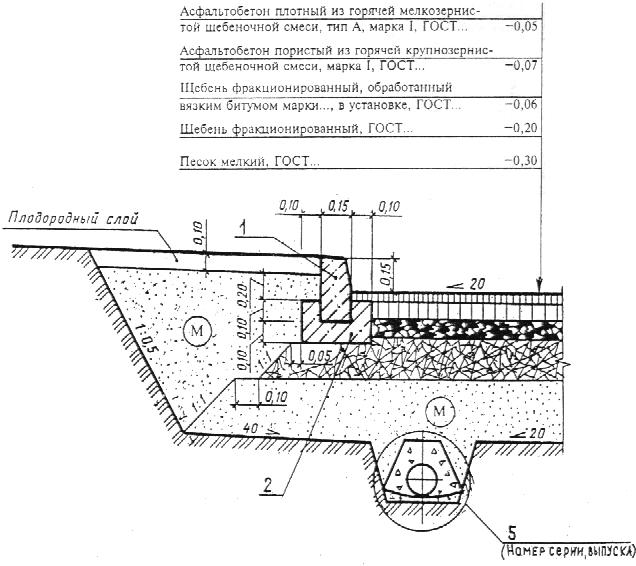 Асфальтобетон плотный из горячей мелкозернис-
той щебеночной смеси, тип А, марка I, ГОСТ... −0,05
Асфальтобетон пористый из горячей крупнозернис-
той щебеночной смеси, марка I, ГОСТ... −0,07
Щебень фракционированный, обработанный
вязким битумом марки..., в установке, ГОСТ... −0,06
Щебень фракционированный, ГОСТ... −0,20
Песок мелкий, ГОСТ... −0,30
0,10 0,15 0,10
Плодородный слой
0,10
1
0,15
20
0,20
М
1:0,5
0,10
0,10
1:1
0,05
1:1
0,10
М
40
20
2
5
(Номер серии, выпуска)